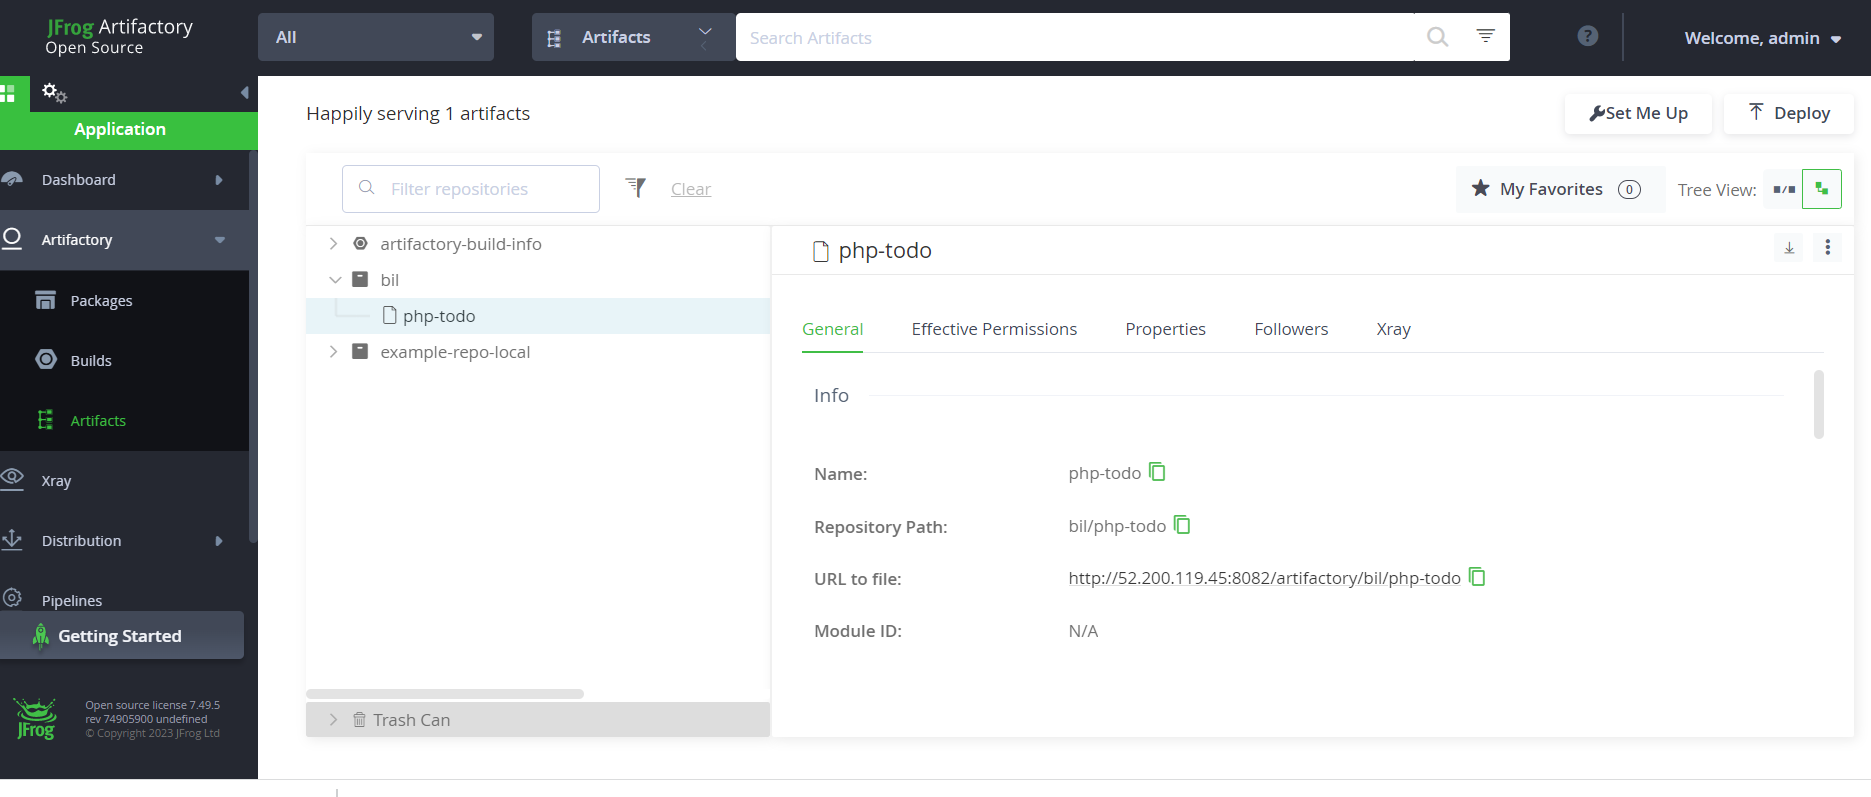 JFrog Artifactory
Open Source
All
Artifacts
Search Artifacts
?
Welcome, admin
Application
Happily serving 1 artifacts
Set Me Up
Deploy
Dashboard
Artifactory
Packages
Builds
Artifacts
Xray
Distribution
Pipelines
Getting Started
JFrog
Open source license 7.49.5
rev 74905900 undefined
© Copyright 2023 JFrog Ltd
Filter repositories
Clear
My Favorites 0
Tree View:
artifactory-build-info
bil
php-todo
example-repo-local
Trash Can
php-todo
General
Effective Permissions
Properties
Followers
Xray
Info
Name: php-todo
Repository Path: bil/php-todo
URL to file: http://52.200.119.45:8082/artifactory/bil/php-todo
Module ID: N/A